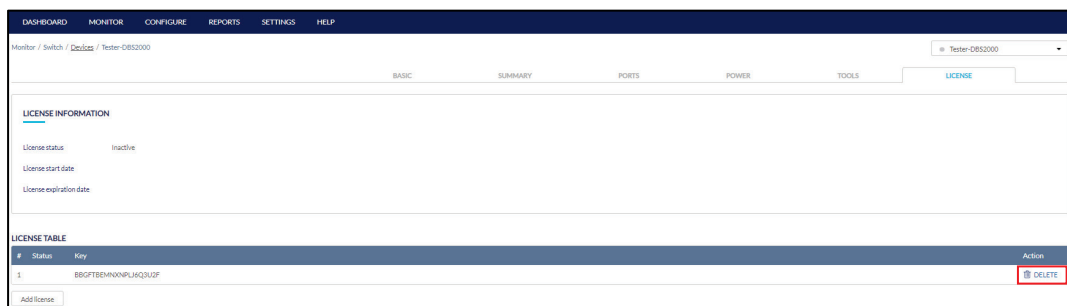 DASHBOARD MONITOR CONFIGURE REPORTS SETTINGS HELP
Monitor / Switch / Devices / Tester-DBS2000
Tester-DBS2000
BASIC SUMMARY PORTS POWER TOOLS LICENSE
LICENSE INFORMATION
License status Inactive
License start date
License expiration date
LICENSE TABLE
# Status Key Action
1 BBGFTBEMNXNPLJ6Q3U2F DELETE
Add license